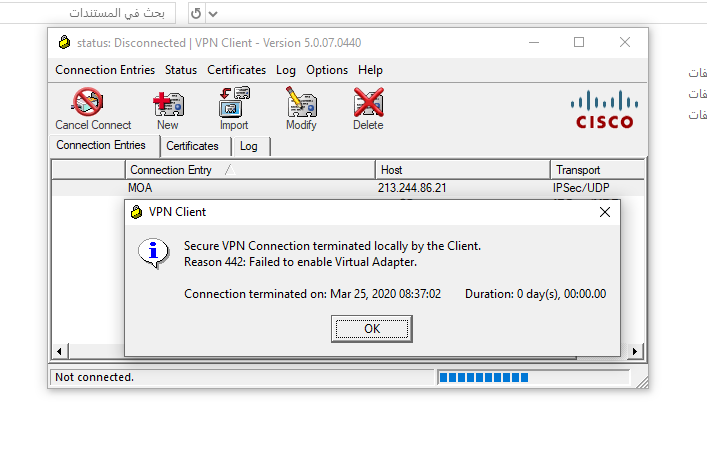 بحث في المستندات
status: Disconnected | VPN Client - Version 5.0.07.0440
Connection Entries Status Certificates Log Options Help
Cancel Connect New Import Modify Delete
CISCO
Connection Entries Certificates Log
Connection Entry Host Transport
MOA 213.244.86.21 IPSec/UDP
VPN Client
Secure VPN Connection terminated locally by the Client.
Reason 442: Failed to enable Virtual Adapter.
Connection terminated on: Mar 25, 2020 08:37:02 Duration: 0 day(s), 00:00.00
OK
Not connected.